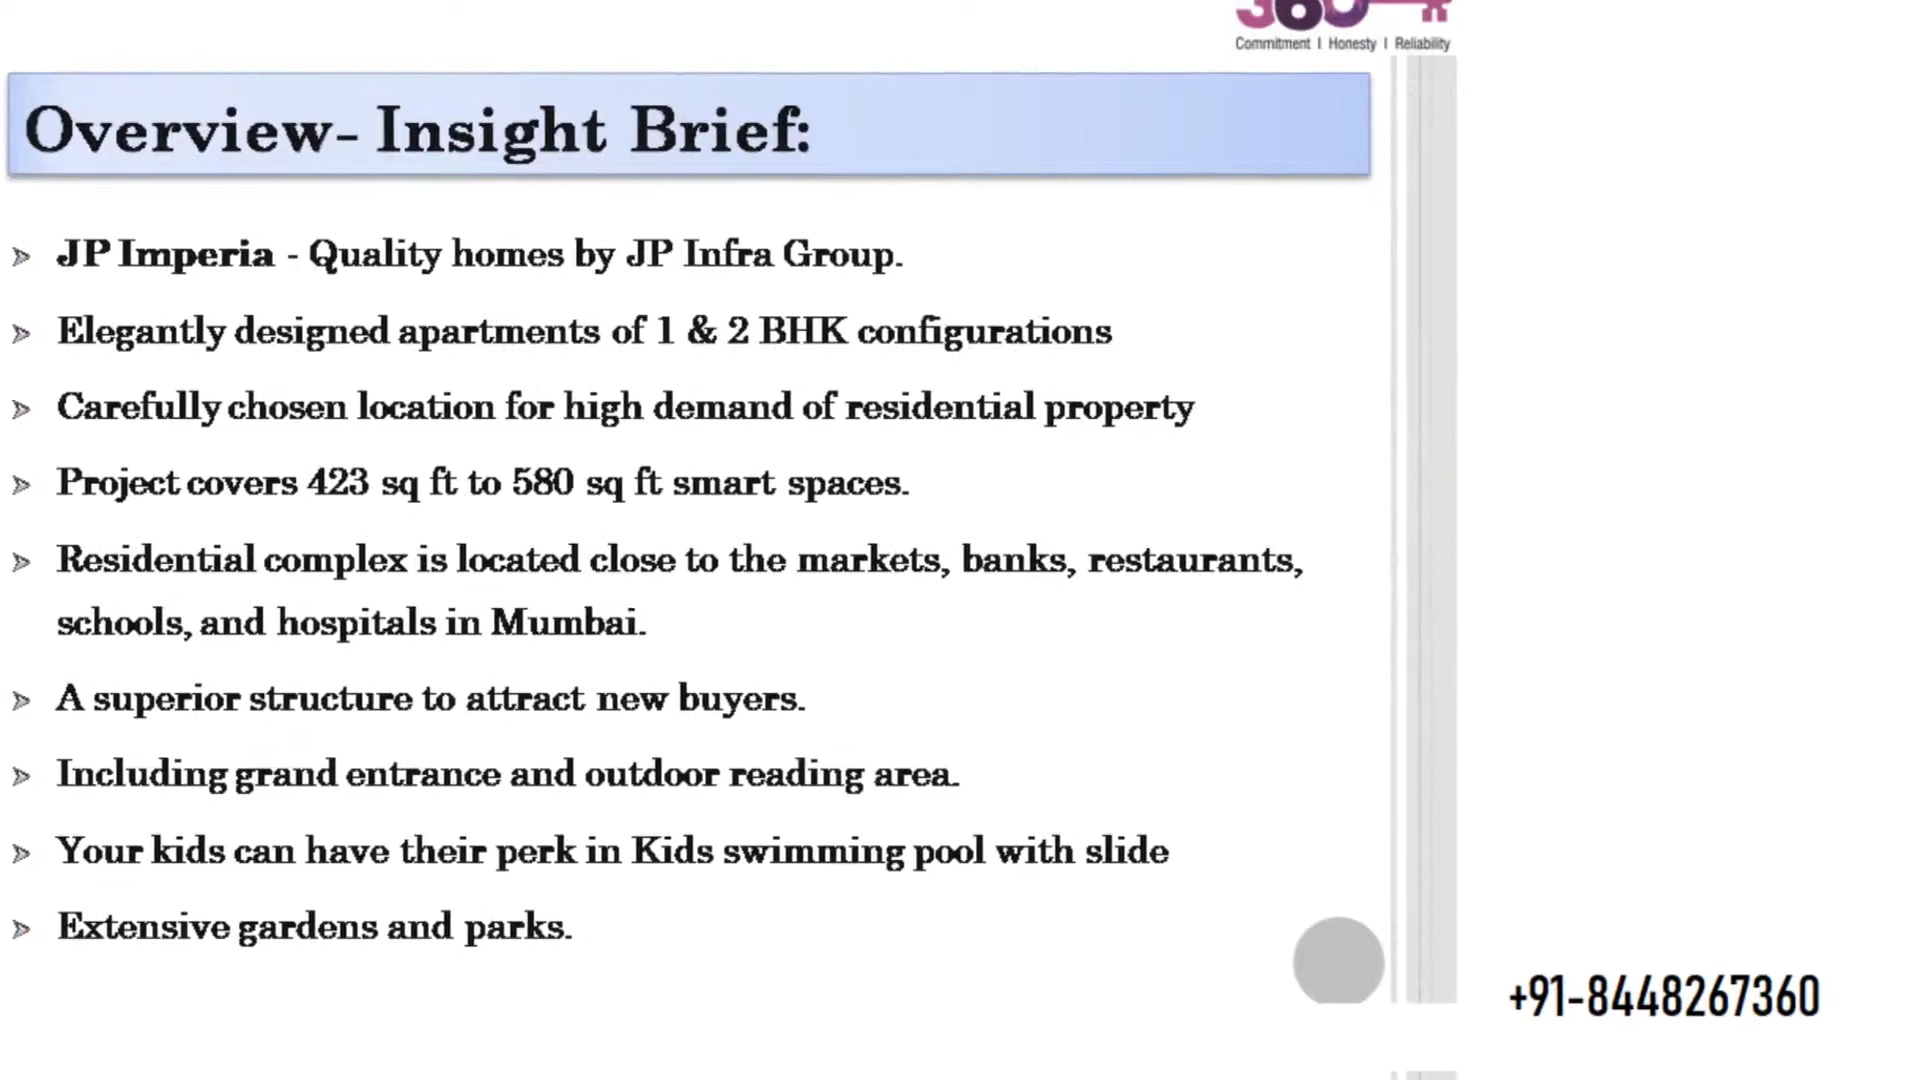 360
Commitment | Honesty | Reliability
Overview- Insight Brief:
JP Imperia - Quality homes by JP Infra Group.
Elegantly designed apartments of 1 & 2 BHK configurations
Carefully chosen location for high demand of residential property
Project covers 423 sq ft to 580 sq ft smart spaces.
Residential complex is located close to the markets, banks, restaurants,
schools, and hospitals in Mumbai.
A superior structure to attract new buyers.
Including grand entrance and outdoor reading area.
Your kids can have their perk in Kids swimming pool with slide
Extensive gardens and parks.
+91-8448267360